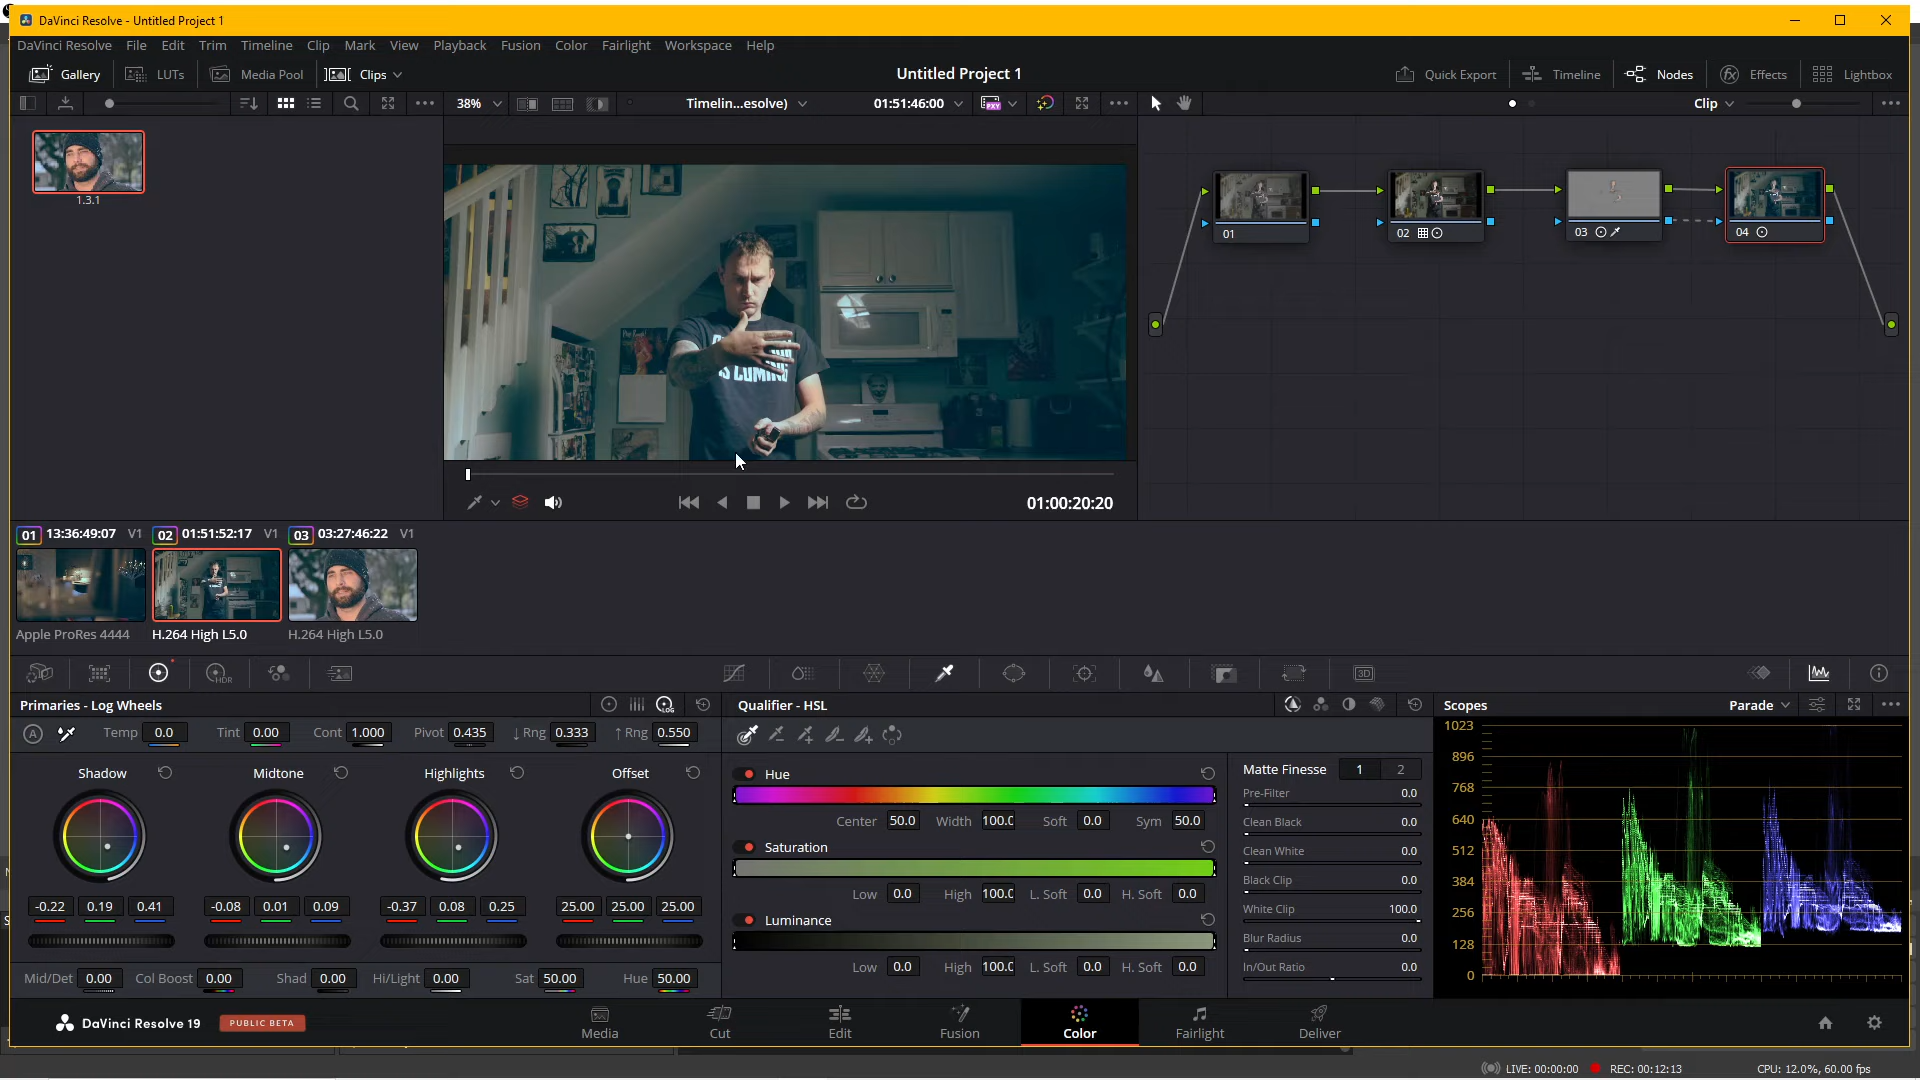 DaVinci Resolve - Untitled Project 1
DaVinci Resolve File Edit Trim Timeline Clip Mark View Playback Fusion Color Fairlight Workspace Help
Gallery LUTs Media Pool Clips Untitled Project 1 Quick Export Timeline Nodes Effects Lightbox
38% Timelin...esolve) 01:51:46:00 PXY Clip
1.3.1
01 02 03 04
IS COMING
01:00:20:20
01 13:36:49:07 V1 02 01:51:52:17 V1 03 03:27:46:22 V1
Apple ProRes 4444 H.264 High L5.0 H.264 High L5.0
HDR 3D
Primaries - Log Wheels LOG Qualifier - HSL Scopes Parade
A Temp 0.0 Tint 0.00 Cont 1.000 Pivot 0.435 ↓ Rng 0.333 ↑ Rng 0.550
Shadow Midtone Highlights Offset
-0.22 0.19 0.41 -0.08 0.01 0.09 -0.37 0.08 0.25 25.00 25.00 25.00
Mid/Det 0.00 Col Boost 0.00 Shad 0.00 Hi/Light 0.00 Sat 50.00 Hue 50.00
Hue
Center 50.0 Width 100.0 Soft 0.0 Sym 50.0
Saturation
Low 0.0 High 100.0 L. Soft 0.0 H. Soft 0.0
Luminance
Low 0.0 High 100.0 L. Soft 0.0 H. Soft 0.0
Matte Finesse 1 2
Pre-Filter 0.0
Clean Black 0.0
Clean White 0.0
Black Clip 0.0
White Clip 100.0
Blur Radius 0.0
In/Out Ratio 0.0
1023
896
768
640
512
384
256
128
0
DaVinci Resolve 19 PUBLIC BETA Media Cut Edit Fusion Color Fairlight Deliver
LIVE: 00:00:00 REC: 00:12:13 CPU: 12.0%, 60.00 fps